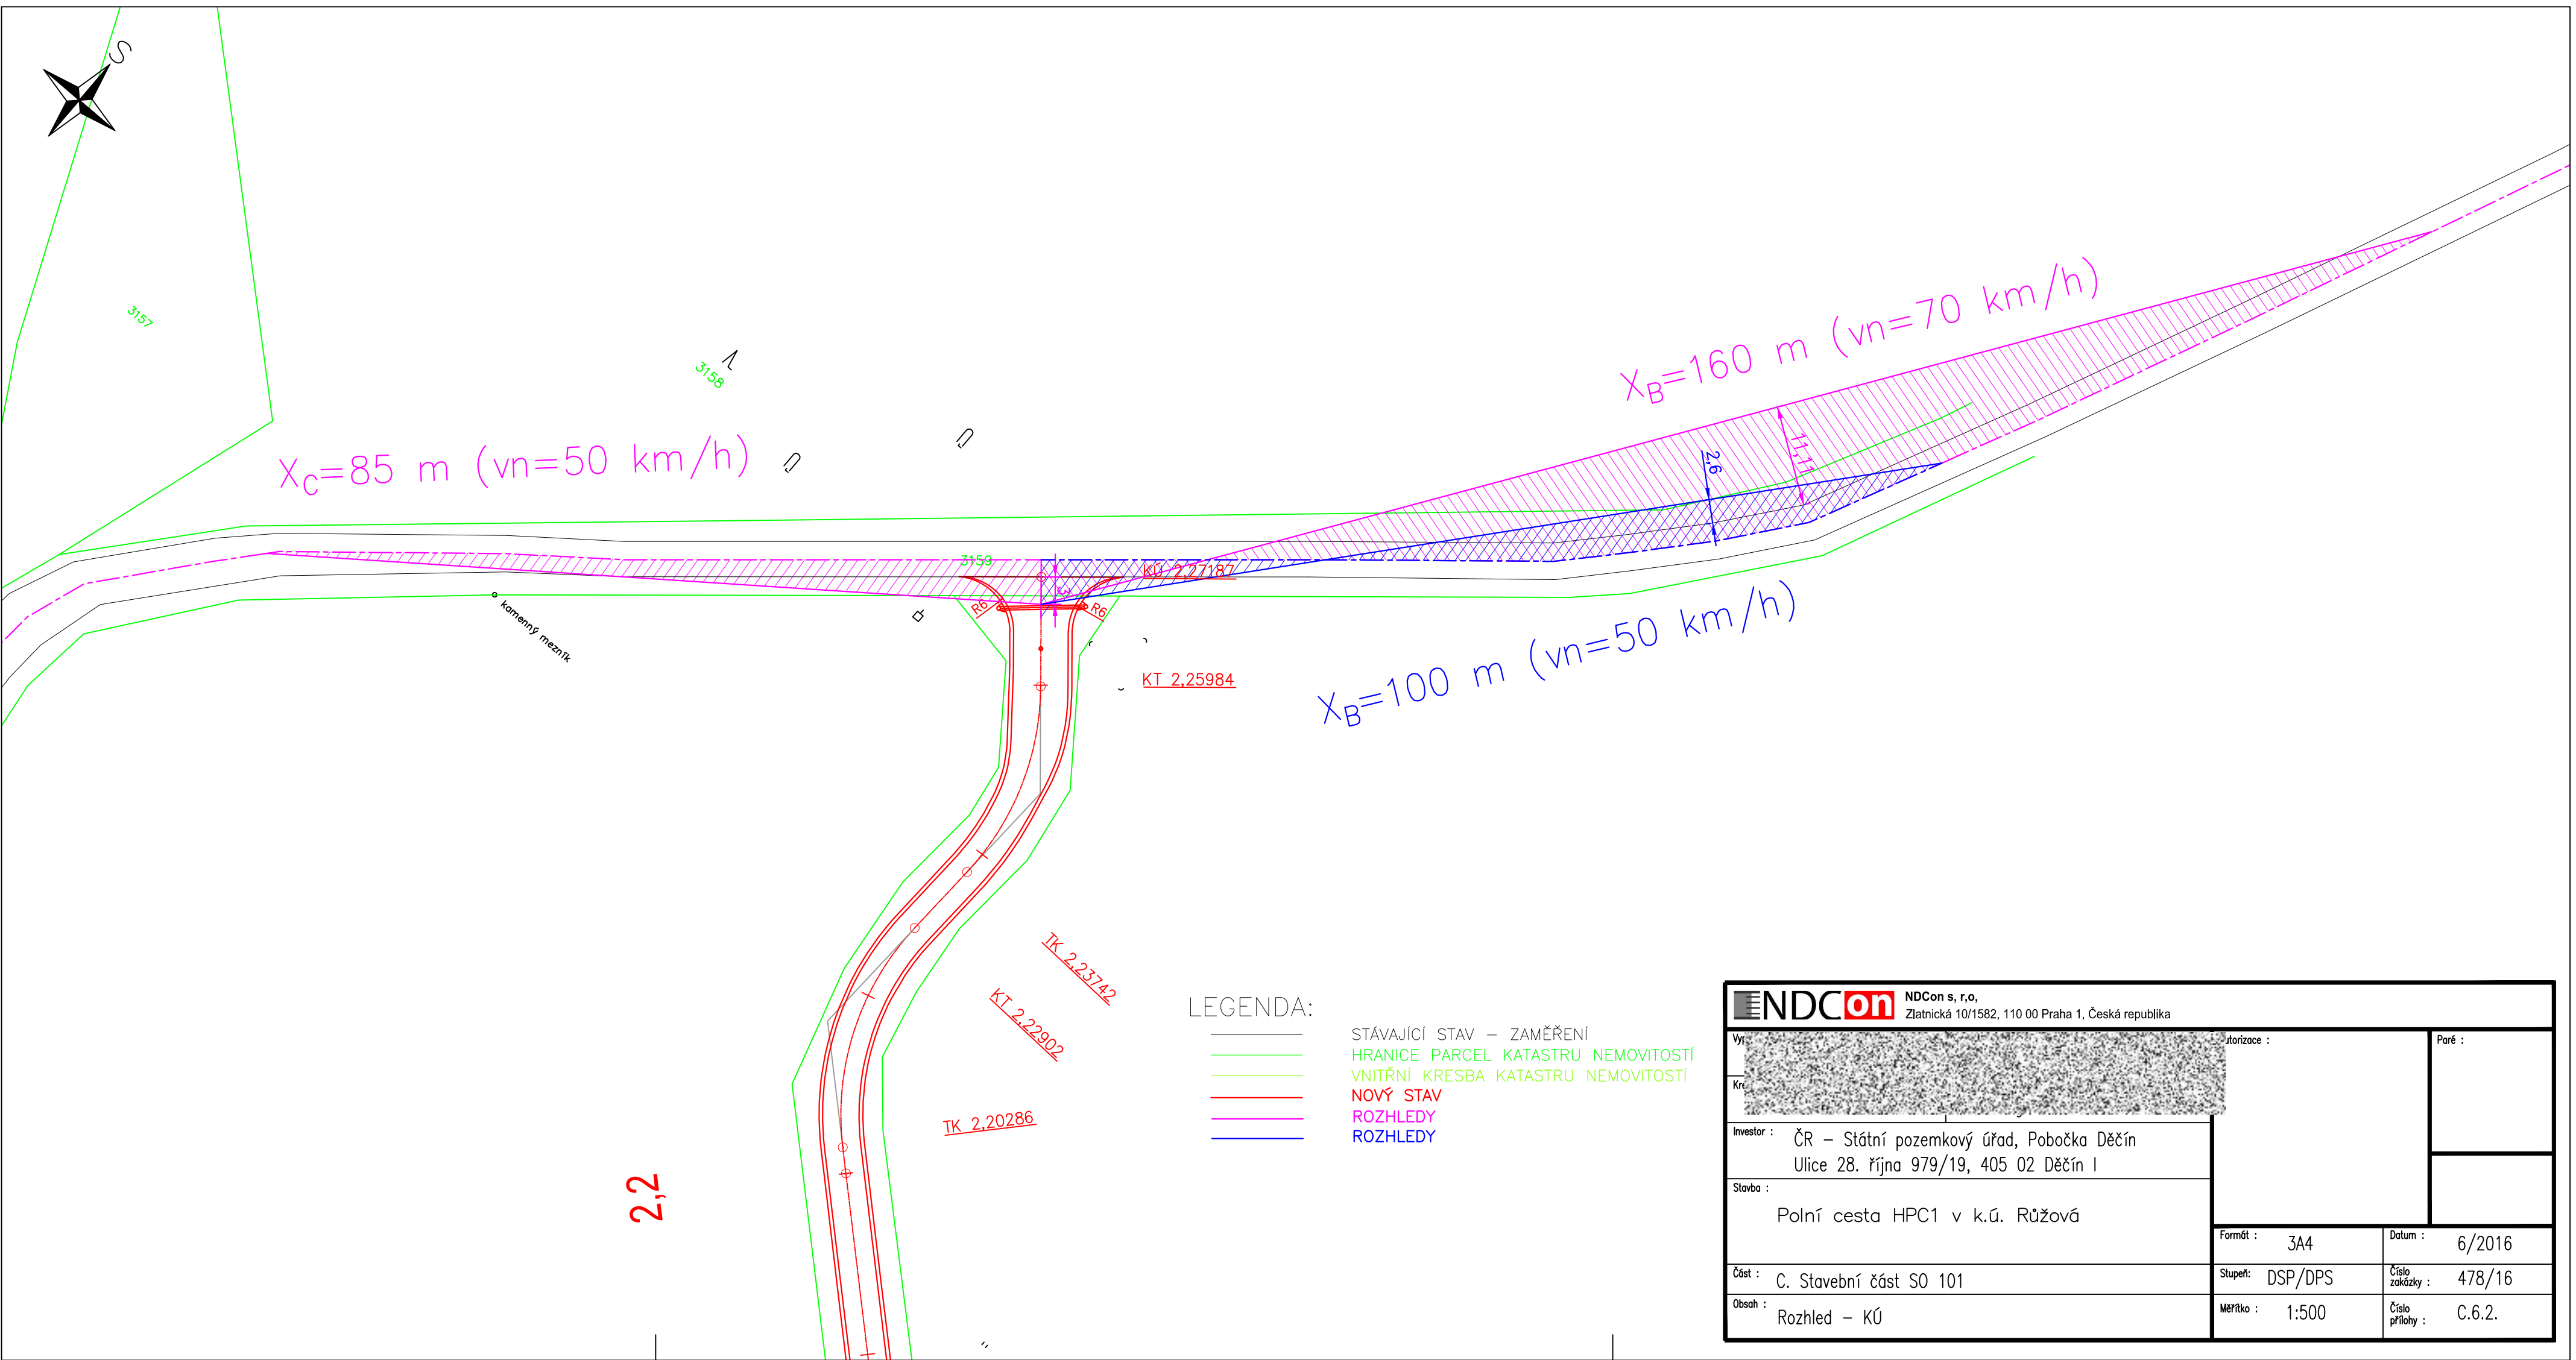 S
3157
3158
X_C=85 m (vn=50 km/h)
X_B=160 m (vn=70 km/h)
11,11
2,6
3159
KÚ 2,27187
3
R6
R6
kamenný mezník
X_B=100 m (vn=50 km/h)
KT 2,25984
TK 2,23742
KT 2,22902
TK 2,20286
2,2
LEGENDA:
STÁVAJÍCÍ STAV – ZAMĚŘENÍ
HRANICE PARCEL KATASTRU NEMOVITOSTÍ
VNITŘNÍ KRESBA KATASTRU NEMOVITOSTÍ
NOVÝ STAV
ROZHLEDY
ROZHLEDY
NDCon
NDCon s, r,o,
Zlatnická 10/1582, 110 00 Praha 1, Česká republika
utorizace :
Paré :
Investor :
ČR – Státní pozemkový úřad, Pobočka Děčín
Ulice 28. října 979/19, 405 02 Děčín I
Stavba :
Polní cesta HPC1 v k.ú. Růžová
Formát : 3A4
Datum : 6/2016
Část : C. Stavební část SO 101
Stupeň: DSP/DPS
Číslo zakázky : 478/16
Obsah : Rozhled – KÚ
Měřítko : 1:500
Číslo přílohy : C.6.2.